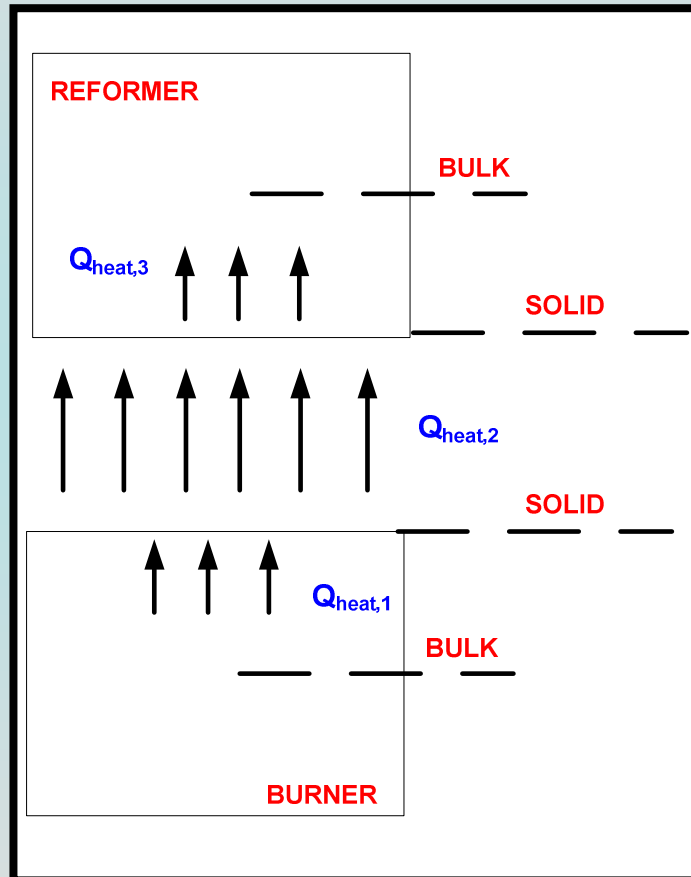 REFORMER
BULK
Qheat,3
SOLID
Qheat,2
SOLID
Qheat,1
BULK
BURNER